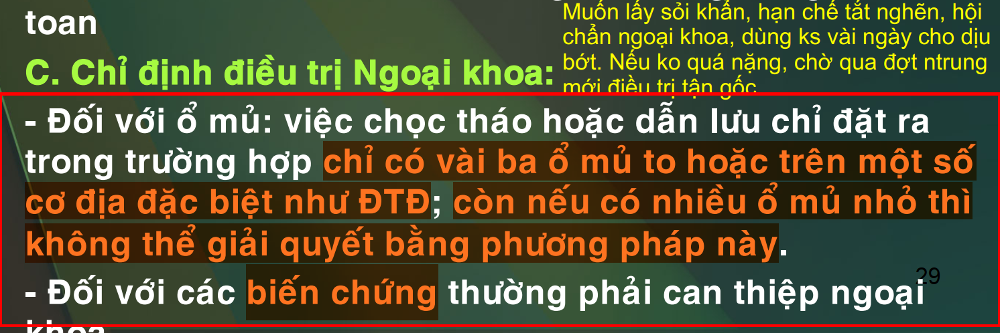 toan
Muốn lấy sỏi khẩn, hạn chế tắt nghẽn, hội
chẩn ngoại khoa, dùng ks vài ngày cho dịu
bớt. Nếu ko quá nặng, chờ qua đợt ntrung
mới điều trị tận gốc
C. Chỉ định điều trị Ngoại khoa:
- Đối với ổ mủ: việc chọc tháo hoặc dẫn lưu chỉ đặt ra
trong trường hợp chỉ có vài ba ổ mủ to hoặc trên một số
cơ địa đặc biệt như ĐTĐ; còn nếu có nhiều ổ mủ nhỏ thì
không thể giải quyết bằng phương pháp này.
29
- Đối với các biến chứng thường phải can thiệp ngoại
khoa